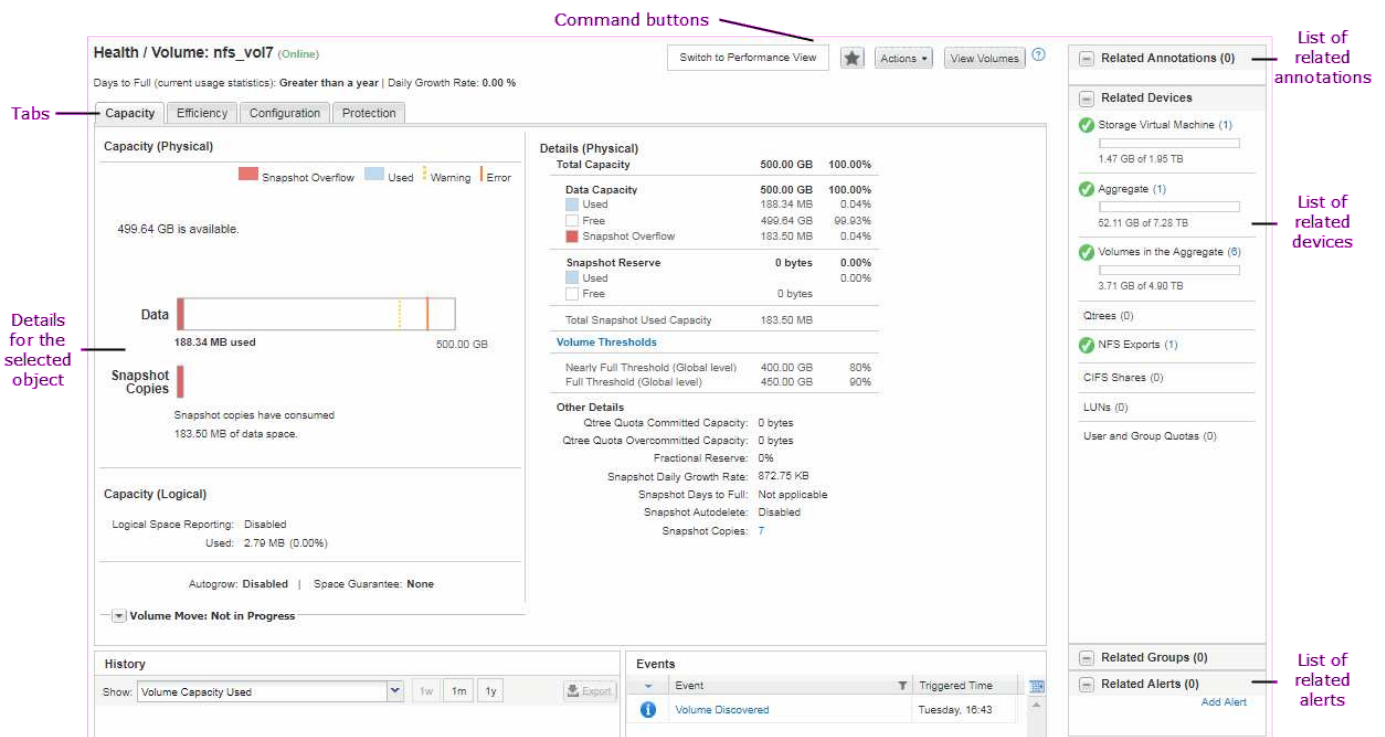 Command buttons
Health / Volume: nfs_vol7 (Online)
Switch to Performance View
Actions
View Volumes
?
Days to Full (current usage statistics): Greater than a year | Daily Growth Rate: 0.00 %
Tabs
Capacity
Efficiency
Configuration
Protection
Capacity (Physical)
Snapshot Overflow
Used
Warning
Error
499.64 GB is available.
Details
for the
selected
object
Data
188.34 MB used
500.00 GB
Snapshot
Copies
Snapshot copies have consumed
183.50 MB of data space.
Capacity (Logical)
Logical Space Reporting: Disabled
Used: 2.79 MB (0.00%)
Autogrow: Disabled | Space Guarantee: None
Volume Move: Not in Progress
Details (Physical)
Total Capacity 500.00 GB 100.00%
Data Capacity 500.00 GB 100.00%
Used 188.34 MB 0.04%
Free 499.64 GB 99.93%
Snapshot Overflow 183.50 MB 0.04%
Snapshot Reserve 0 bytes 0.00%
Used 0.00%
Free 0 bytes
Total Snapshot Used Capacity 183.50 MB
Volume Thresholds
Nearly Full Threshold (Global level) 400.00 GB 80%
Full Threshold (Global level) 450.00 GB 90%
Other Details
Qtree Quota Committed Capacity: 0 bytes
Qtree Quota Overcommitted Capacity: 0 bytes
Fractional Reserve: 0%
Snapshot Daily Growth Rate: 872.75 KB
Snapshot Days to Full: Not applicable
Snapshot Autodelete: Disabled
Snapshot Copies: 7
History
Show: Volume Capacity Used
1w
1m
1y
Export
Events
Event
Triggered Time
Volume Discovered
Tuesday, 16:43
Related Annotations (0)
List of
related
annotations
Related Devices
Storage Virtual Machine (1)
1.47 GB of 1.95 TB
Aggregate (1)
52.11 GB of 7.28 TB
List of
related
devices
Volumes in the Aggregate (6)
3.71 GB of 4.90 TB
Qtrees (0)
NFS Exports (1)
CIFS Shares (0)
LUNs (0)
User and Group Quotas (0)
Related Groups (0)
Related Alerts (0)
Add Alert
List of
related
alerts